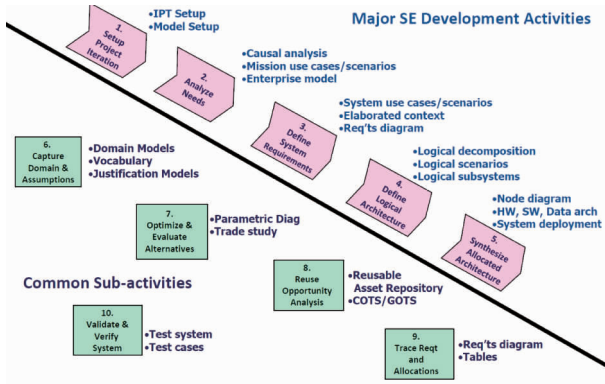 Major SE Development Activities
1.
Setup
Project
Iteration
•IPT Setup
•Model Setup
2.
Analyze
Needs
•Causal analysis
•Mission use cases/scenarios
•Enterprise model
3.
Define
System
Requirements
•System use cases/scenarios
•Elaborated context
•Req'ts diagram
4.
Define
Logical
Architecture
•Logical decomposition
•Logical scenarios
•Logical subsystems
5.
Synthesize
Allocated
Architecture
•Node diagram
•HW, SW, Data arch
•System deployment
6.
Capture
Domain
& Assumptions
•Domain Models
•Vocabulary
•Justification Models
7.
Optimize &
Evaluate
Alternatives
•Parametric Diag
•Trade study
Common Sub-activities
8.
Reuse
Opportunity
Analysis
•Reusable
Asset Repository
•COTS/GOTS
10.
Validate &
Verify
System
•Test system
•Test cases
9.
Trace Reqt
and
Allocations
•Req'ts diagram
•Tables